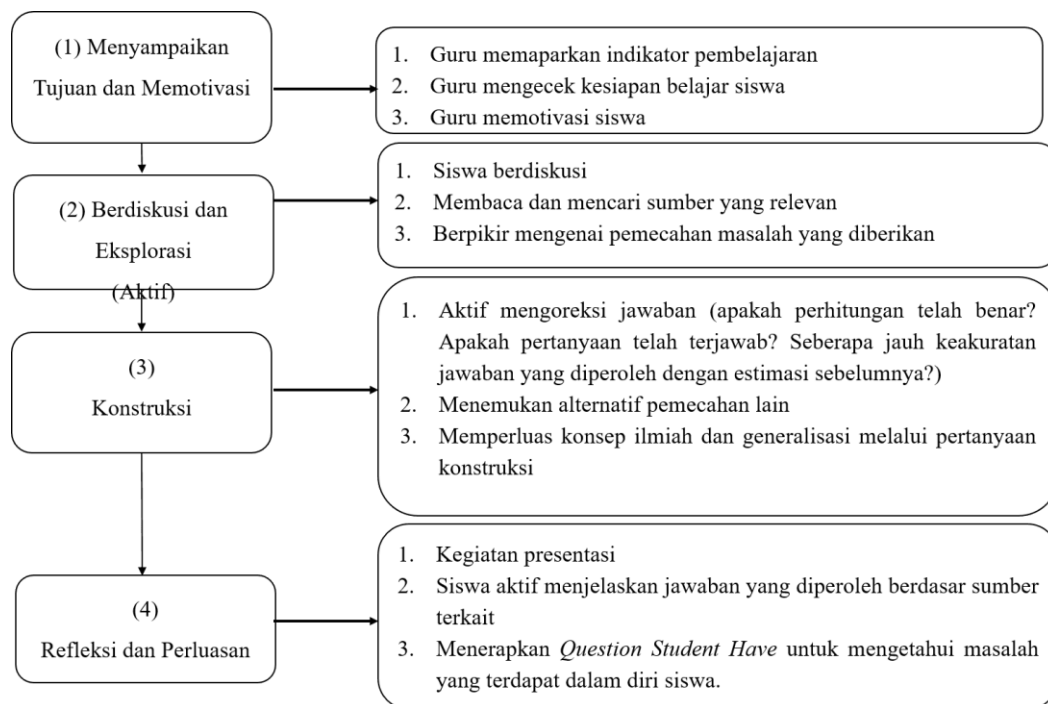 (1) Menyampaikan
Tujuan dan Memotivasi
1. Guru memaparkan indikator pembelajaran
2. Guru mengecek kesiapan belajar siswa
3. Guru memotivasi siswa
(2) Berdiskusi dan
Eksplorasi
(Aktif)
1. Siswa berdiskusi
2. Membaca dan mencari sumber yang relevan
3. Berpikir mengenai pemecahan masalah yang diberikan
(3)
Konstruksi
1. Aktif mengoreksi jawaban (apakah perhitungan telah benar?
Apakah pertanyaan telah terjawab? Seberapa jauh keakuratan
jawaban yang diperoleh dengan estimasi sebelumnya?)
2. Menemukan alternatif pemecahan lain
3. Memperluas konsep ilmiah dan generalisasi melalui pertanyaan
konstruksi
(4)
Refleksi dan Perluasan
1. Kegiatan presentasi
2. Siswa aktif menjelaskan jawaban yang diperoleh berdasar sumber
terkait
3. Menerapkan Question Student Have untuk mengetahui masalah
yang terdapat dalam diri siswa.